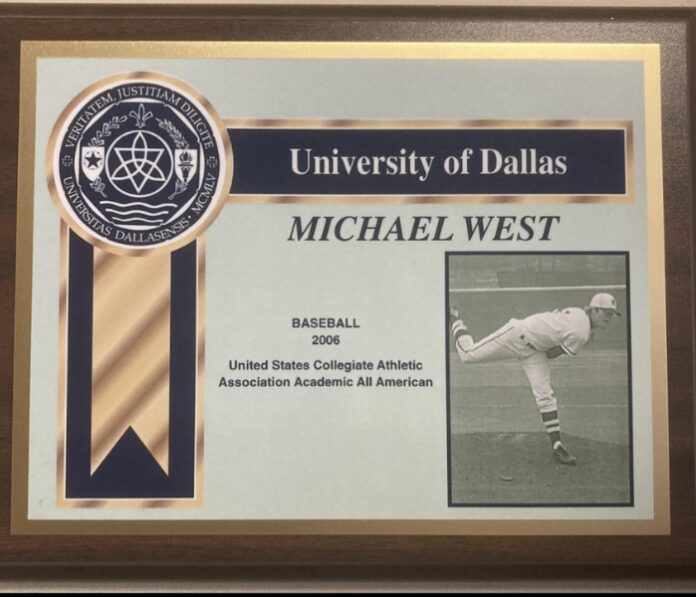 VERITATEM, JUSTITIAM DILIGITE
UNIVERSITAS DALLASENSIS · MCMLV
University of Dallas
MICHAEL WEST
BASEBALL
2006
United States Collegiate Athletic
Association Academic All American